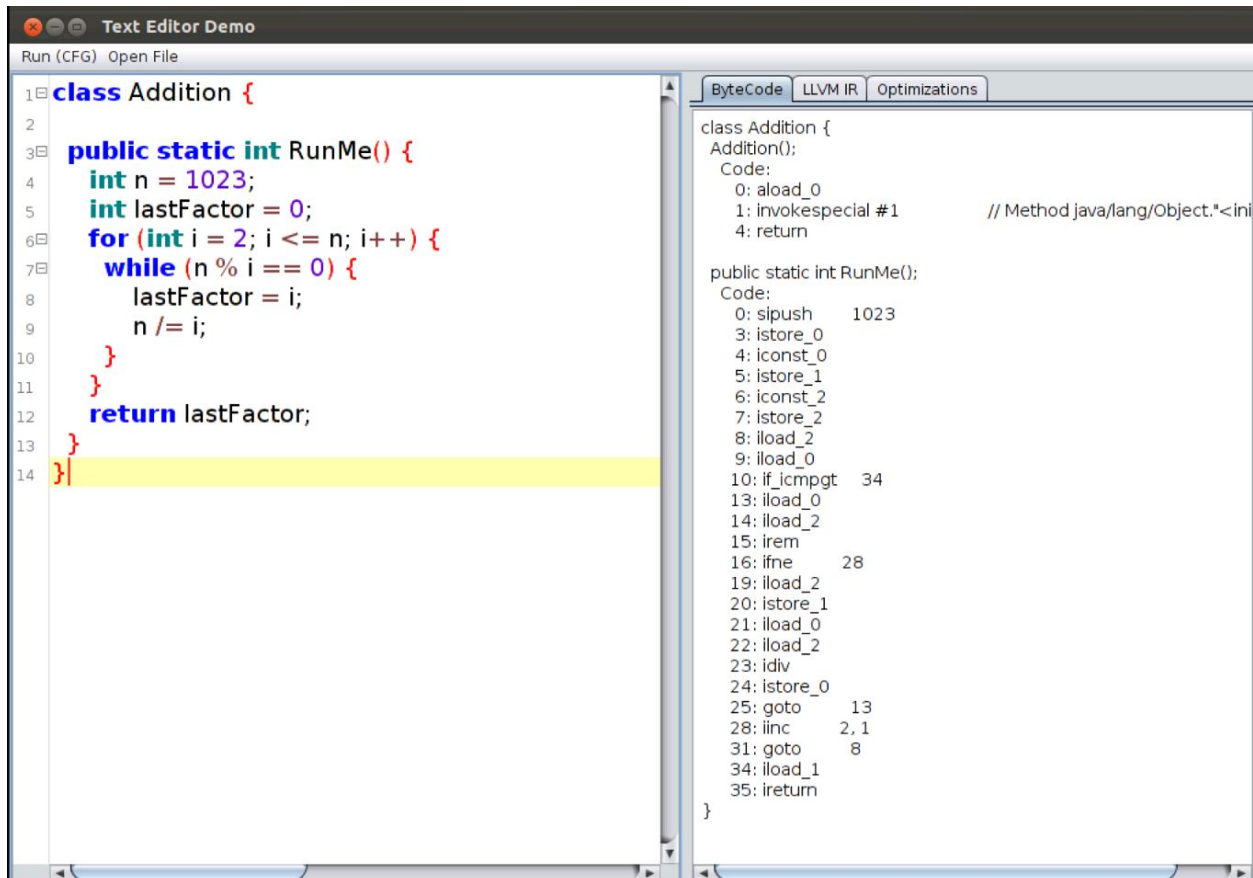 Text Editor Demo
Run (CFG) Open File
1 class Addition {
2
3 public static int RunMe() {
4 int n = 1023;
5 int lastFactor = 0;
6 for (int i = 2; i <= n; i++) {
7 while (n % i == 0) {
8 lastFactor = i;
9 n /= i;
10 }
11 }
12 return lastFactor;
13 }
14 }
ByteCode LLVM IR Optimizations
class Addition {
Addition();
Code:
0: aload_0
1: invokespecial #1 // Method java/lang/Object."<ini
4: return
public static int RunMe();
Code:
0: sipush 1023
3: istore_0
4: iconst_0
5: istore_1
6: iconst_2
7: istore_2
8: iload_2
9: iload_0
10: if_icmpgt 34
13: iload_0
14: iload_2
15: irem
16: ifne 28
19: iload_2
20: istore_1
21: iload_0
22: iload_2
23: idiv
24: istore_0
25: goto 13
28: iinc 2, 1
31: goto 8
34: iload_1
35: ireturn
}